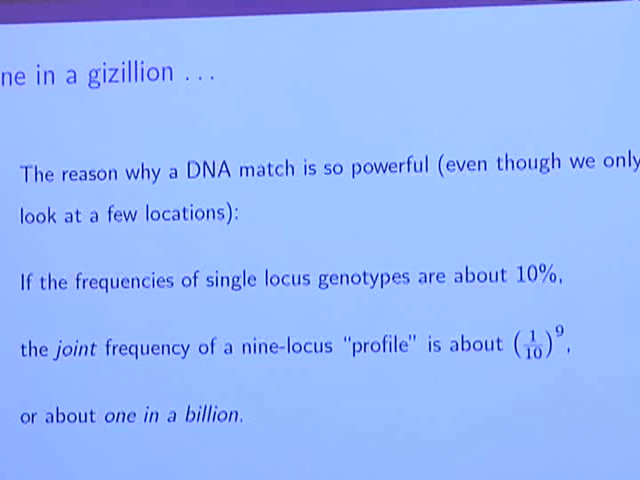 ne in a gizillion ...
The reason why a DNA match is so powerful (even though we only
look at a few locations):
If the frequencies of single locus genotypes are about 10%,
the joint frequency of a nine-locus "profile" is about (1/10)^9,
or about one in a billion.